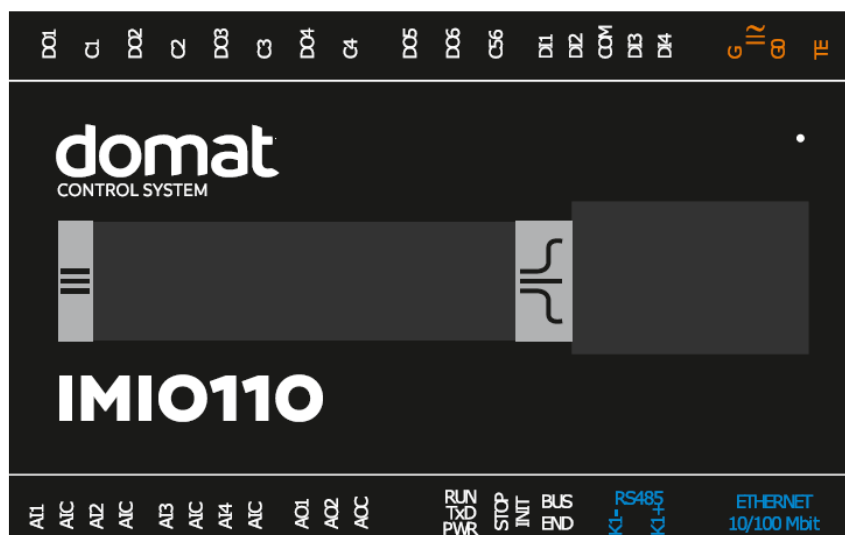 DO1 C1 DO2 C2 DO3 C3 DO4 C4 DO5 DO6 C56 DI1 DI2 COM DI3 DI4 G ≂ G0 TE
domat
CONTROL SYSTEM
IMIO110
AI1 AIC AI2 AIC AI3 AIC AI4 AIC AO1 AO2 AOC
RUN
TxD
PWR
STOP
INIT
BUS
END
RS485
K1- K1+
ETHERNET
10/100 Mbit